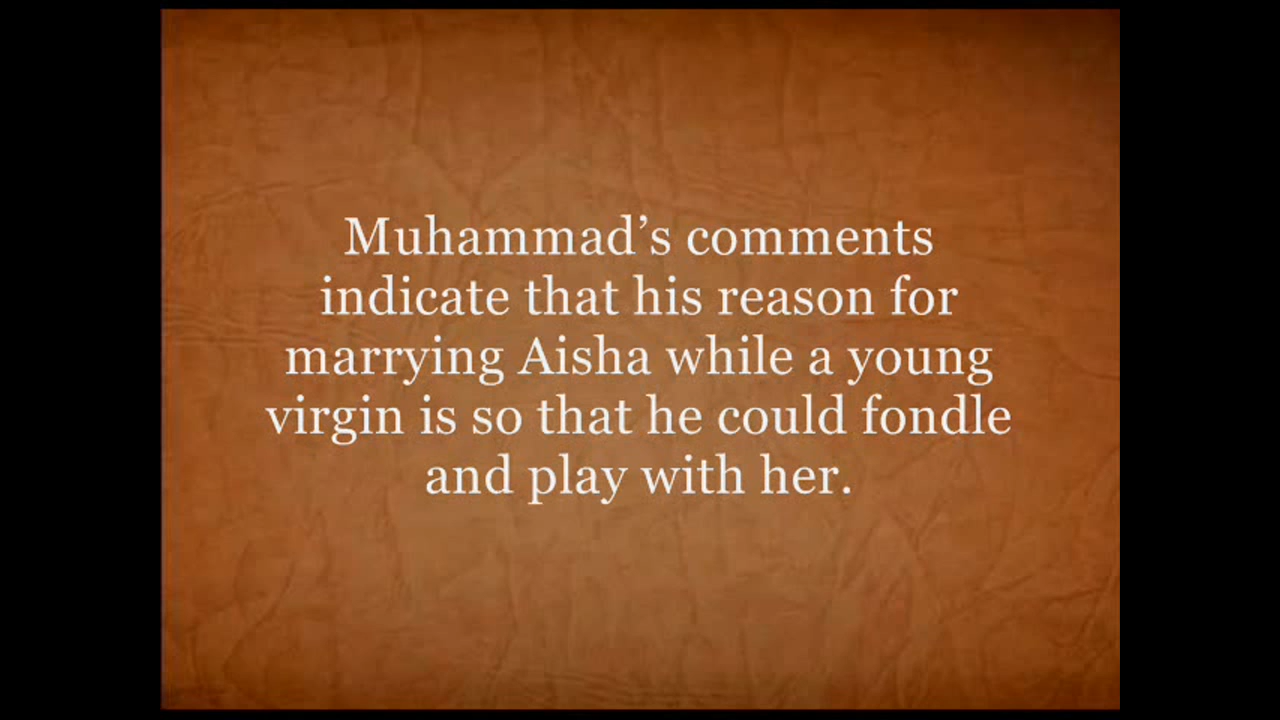 Muhammad’s comments
indicate that his reason for
marrying Aisha while a young
virgin is so that he could fondle
and play with her.